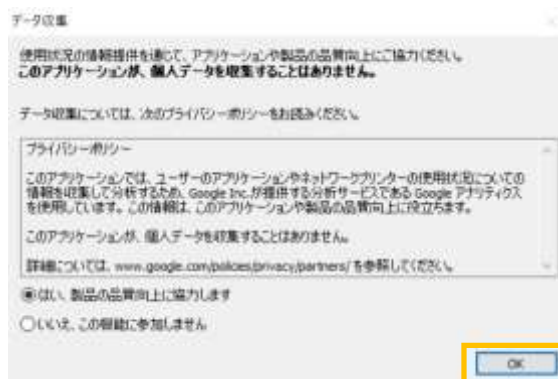 データ収集
使用状況の情報提供を通じて、アプリケーションや製品の品質向上にご協力ください。
このアプリケーションが、個人データを収集することはありません。
データ収集については、次のプライバシーポリシーをお読みください。
プライバシーポリシー
このアプリケーションでは、ユーザーのアプリケーションやネットワークプリンターの使用状況についての
情報を収集して分析するため、Google Inc.が提供する分析サービスである Google アナリティクス
を使用しています。この情報は、このアプリケーションや製品の品質向上に役立ちます。
このアプリケーションが、個人データを収集することはありません。
詳細については、www.google.com/policies/privacy/partners/ を参照してください。
はい、製品の品質向上に協力します
いいえ、この機能に参加しません
OK